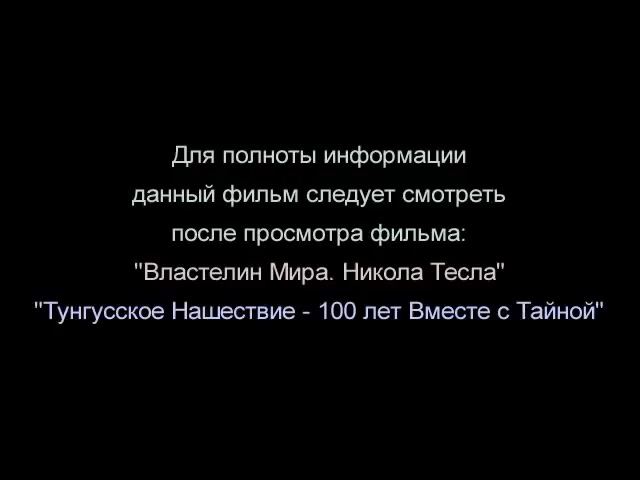 Для полноты информации
данный фильм следует смотреть
после просмотра фильма:
"Властелин Мира. Никола Тесла"
"Тунгусское Нашествие - 100 лет Вместе с Тайной"